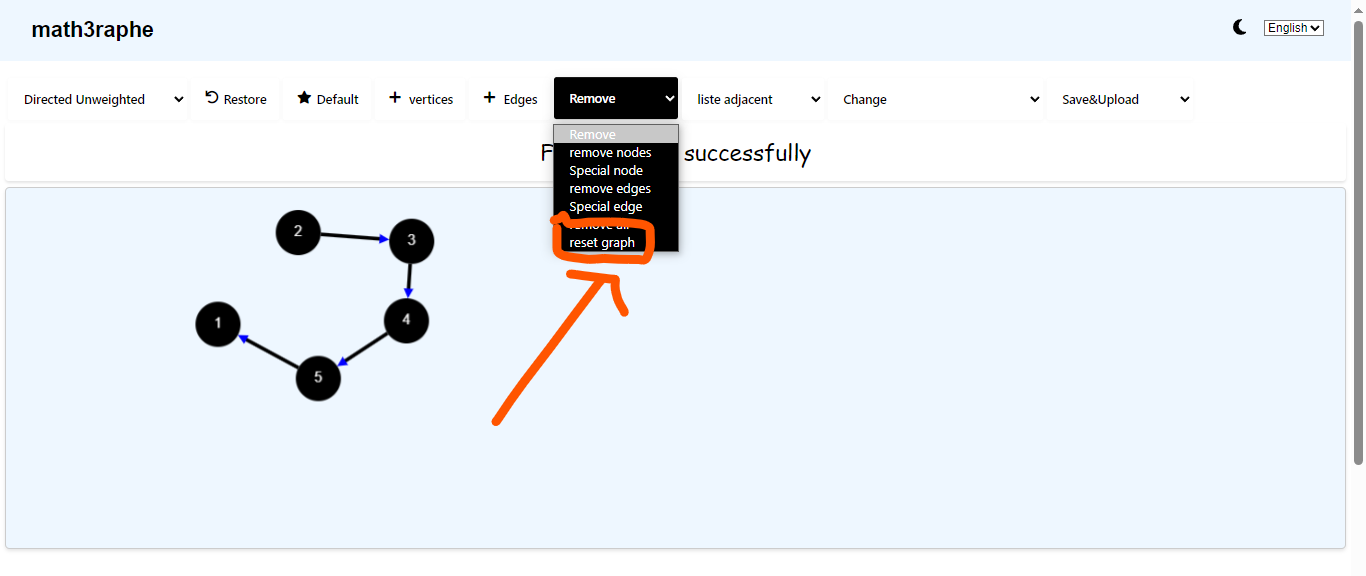 math3raphe
English
Directed Unweighted
Restore
Default
+ vertices
+ Edges
Remove
liste adjacent
Change
Save&Upload
successfully
Remove
remove nodes
Special node
remove edges
Special edge
remove all
reset graph
2
3
1
4
5